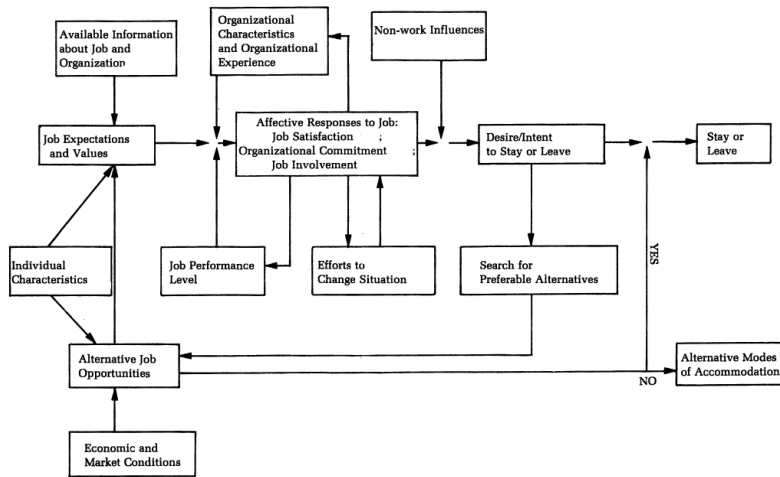 Available Information
about Job and
Organization
Organizational
Characteristics
and Organizational
Experience
Non-work Influences
Job Expectations
and Values
Affective Responses to Job:
Job Satisfaction ;
Organizational Commitment ;
Job Involvement
Desire/Intent
to Stay or Leave
Stay or
Leave
Individual
Characteristics
Job Performance
Level
Efforts to
Change Situation
Search for
Preferable Alternatives
YES
Alternative Job
Opportunities
NO
Alternative Modes
of Accommodation
Economic and
Market Conditions